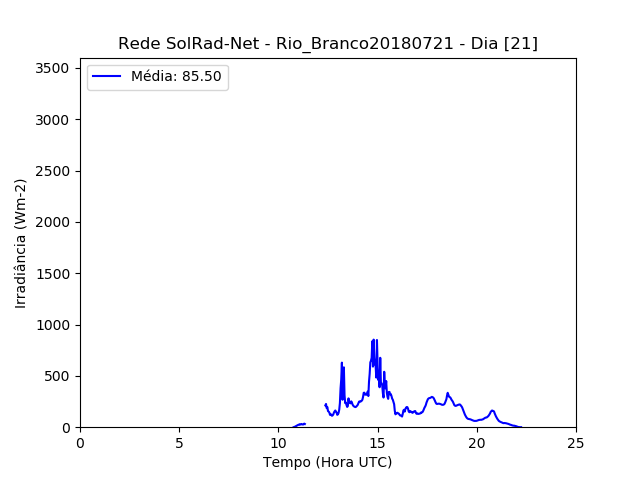 Rede SolRad-Net - Rio_Branco20180721 - Dia [21]
Média: 85.50
Irradiância (Wm-2)
3500
3000
2500
2000
1500
1000
500
0
0 5 10 15 20 25
Tempo (Hora UTC)